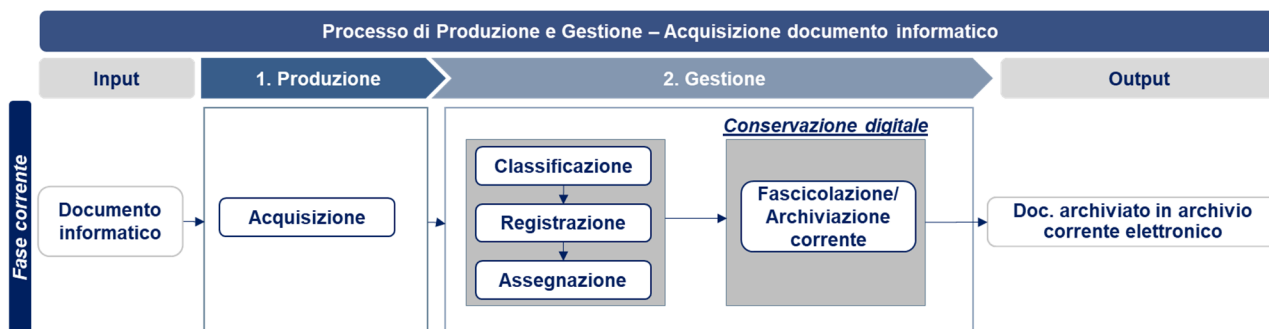 Processo di Produzione e Gestione – Acquisizione documento informatico
Input
1. Produzione
2. Gestione
Output
Fase corrente
Documento
informatico
Acquisizione
Classificazione
Registrazione
Assegnazione
Conservazione digitale
Fascicolazione/
Archiviazione
corrente
Doc. archiviato in archivio
corrente elettronico